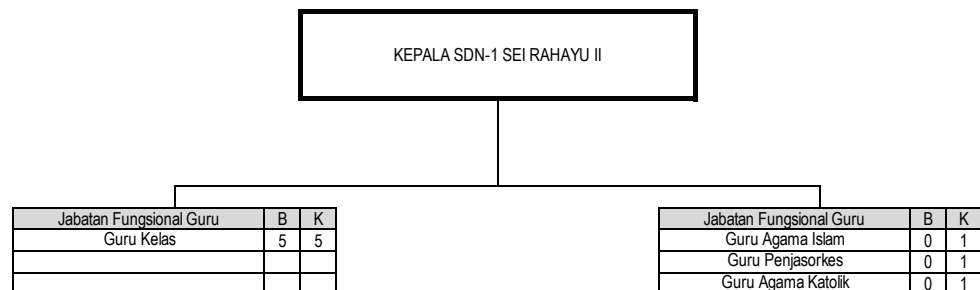 KEPALA SDN-1 SEI RAHAYU II
Jabatan Fungsional Guru B K
Guru Kelas 5 5
Jabatan Fungsional Guru B K
Guru Agama Islam 0 1
Guru Penjasorkes 0 1
Guru Agama Katolik 0 1